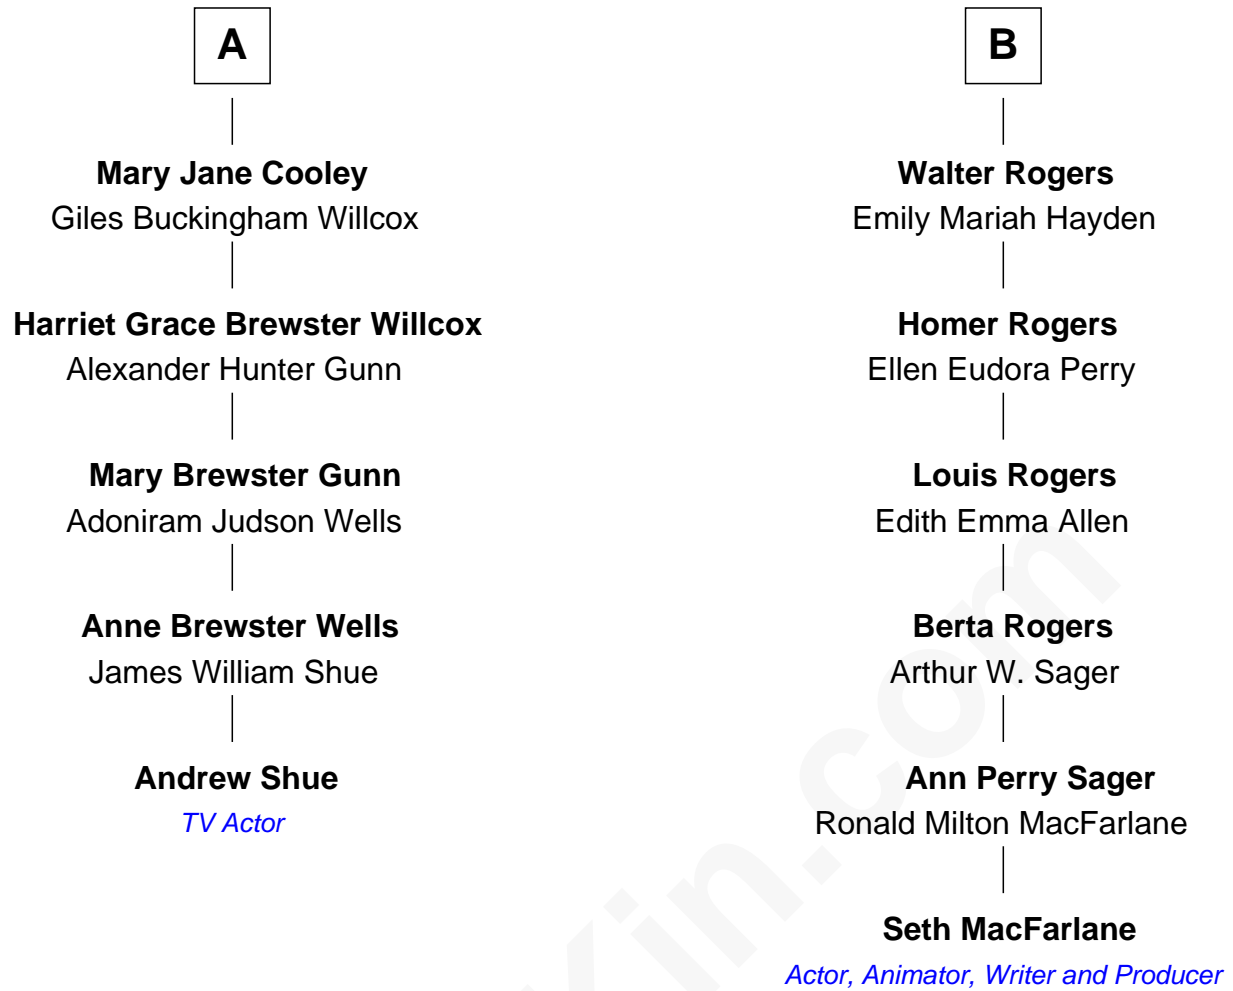 A
Mary Jane Cooley
Giles Buckingham Willcox
Harriet Grace Brewster Willcox
Alexander Hunter Gunn
Mary Brewster Gunn
Adoniram Judson Wells
Anne Brewster Wells
James William Shue
Andrew Shue
TV Actor
B
Walter Rogers
Emily Mariah Hayden
Homer Rogers
Ellen Eudora Perry
Louis Rogers
Edith Emma Allen
Berta Rogers
Arthur W. Sager
Ann Perry Sager
Ronald Milton MacFarlane
Seth MacFarlane
Actor, Animator, Writer and Producer
Kin.com